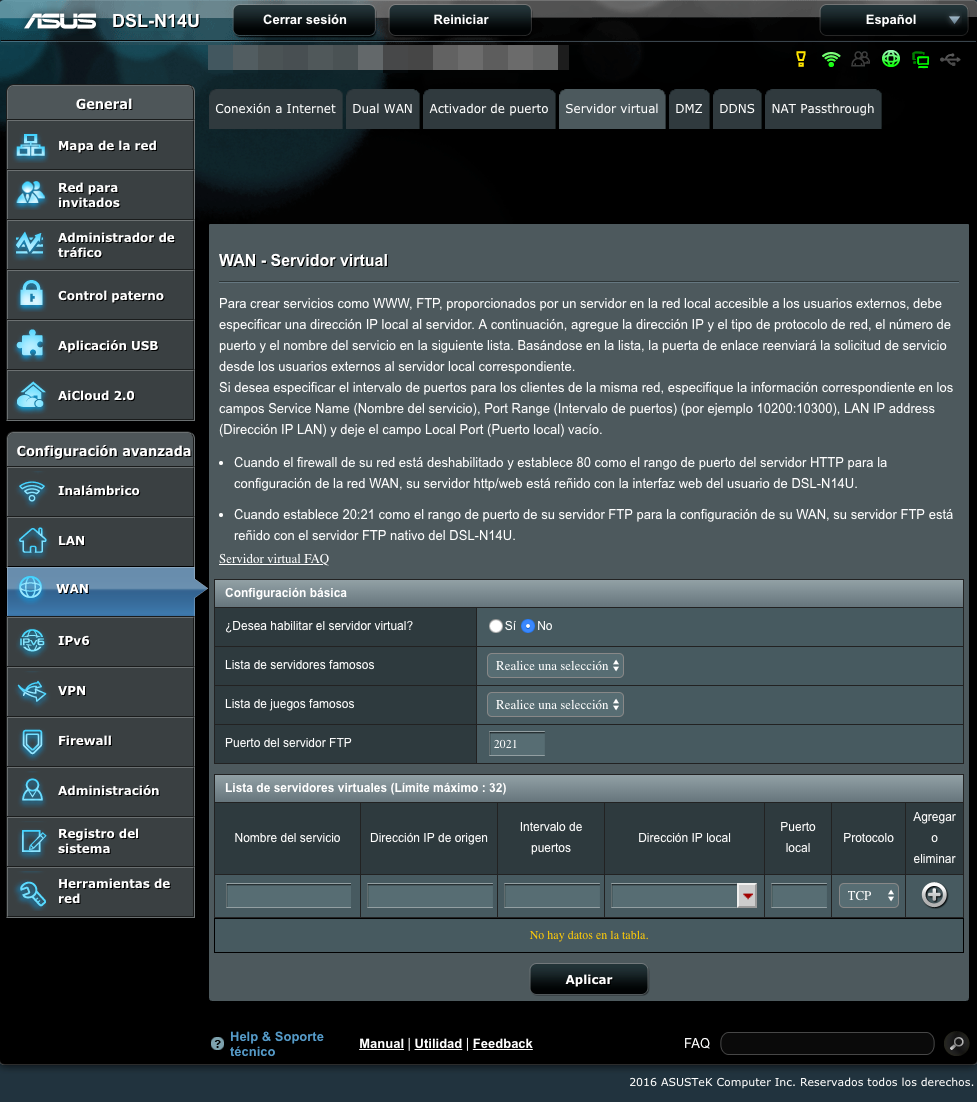 ASUS DSL-N14U
Cerrar sesión
Reiniciar
Español
General
Mapa de la red
Red para
invitados
Administrador de
tráfico
Control paterno
Aplicación USB
AiCloud 2.0
Configuración avanzada
Inalámbrico
LAN
WAN
IPv6
IPv6
VPN
Firewall
Administración
Registro del
sistema
Herramientas de
red
Conexión a Internet
Dual WAN
Activador de puerto
Servidor virtual
DMZ
DDNS
NAT Passthrough
WAN - Servidor virtual
Para crear servicios como WWW, FTP, proporcionados por un servidor en la red local accesible a los usuarios externos, debe
especificar una dirección IP local al servidor. A continuación, agregue la dirección IP y el tipo de protocolo de red, el número de
puerto y el nombre del servicio en la siguiente lista. Basándose en la lista, la puerta de enlace reenviará la solicitud de servicio
desde los usuarios externos al servidor local correspondiente.
Si desea especificar el intervalo de puertos para los clientes de la misma red, especifique la información correspondiente en los
campos Service Name (Nombre del servicio), Port Range (Intervalo de puertos) (por ejemplo 10200:10300), LAN IP address
(Dirección IP LAN) y deje el campo Local Port (Puerto local) vacío.
• Cuando el firewall de su red está deshabilitado y establece 80 como el rango de puerto del servidor HTTP para la
configuración de la red WAN, su servidor http/web está reñido con la interfaz web del usuario de DSL-N14U.
• Cuando establece 20:21 como el rango de puerto de su servidor FTP para la configuración de su WAN, su servidor FTP está
reñido con el servidor FTP nativo del DSL-N14U.
Servidor virtual FAQ
Configuración básica
¿Desea habilitar el servidor virtual?
Sí No
Lista de servidores famosos
Realice una selección
Lista de juegos famosos
Realice una selección
Puerto del servidor FTP
2021
Lista de servidores virtuales (Límite máximo : 32)
Nombre del servicio
Dirección IP de origen
Intervalo de
puertos
Dirección IP local
Puerto
local
Protocolo
Agregar
o
eliminar
TCP
No hay datos en la tabla.
Aplicar
Help & Soporte
técnico
Manual | Utilidad | Feedback
FAQ
2016 ASUSTeK Computer Inc. Reservados todos los derechos.